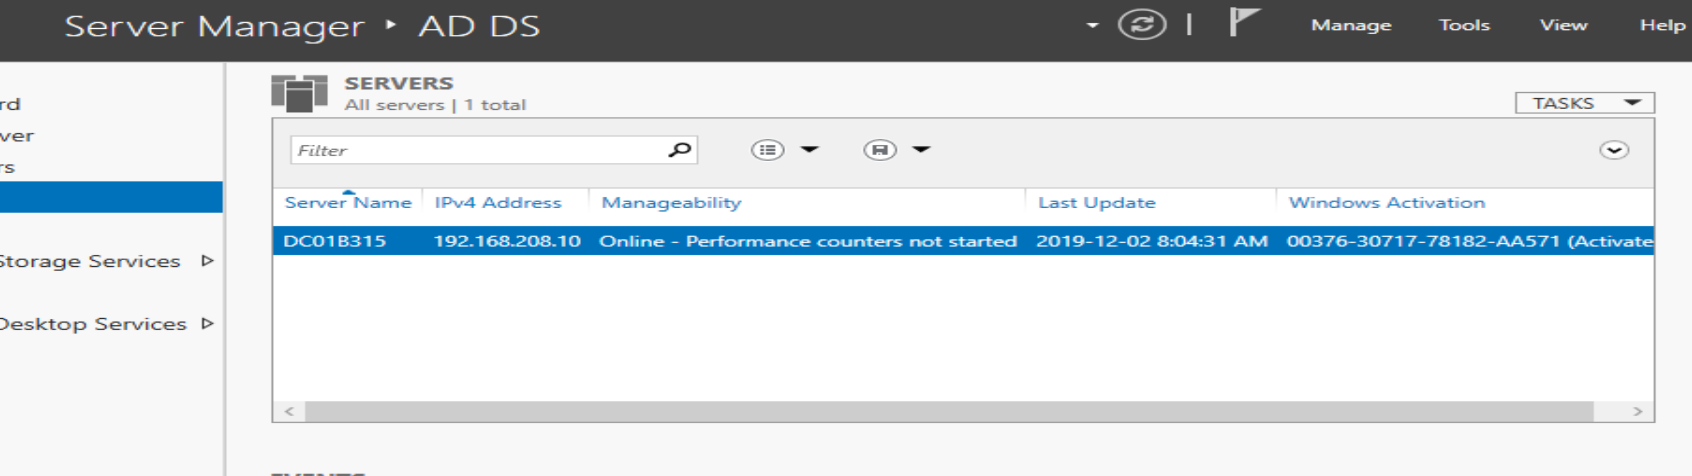 Server Manager ‣ AD DS
Manage Tools View Help
rd
ver
rs
Storage Services
Desktop Services
SERVERS
All servers | 1 total
TASKS
Filter
Server Name IPv4 Address Manageability Last Update Windows Activation
DC01B315 192.168.208.10 Online - Performance counters not started 2019-12-02 8:04:31 AM 00376-30717-78182-AA571 (Activate